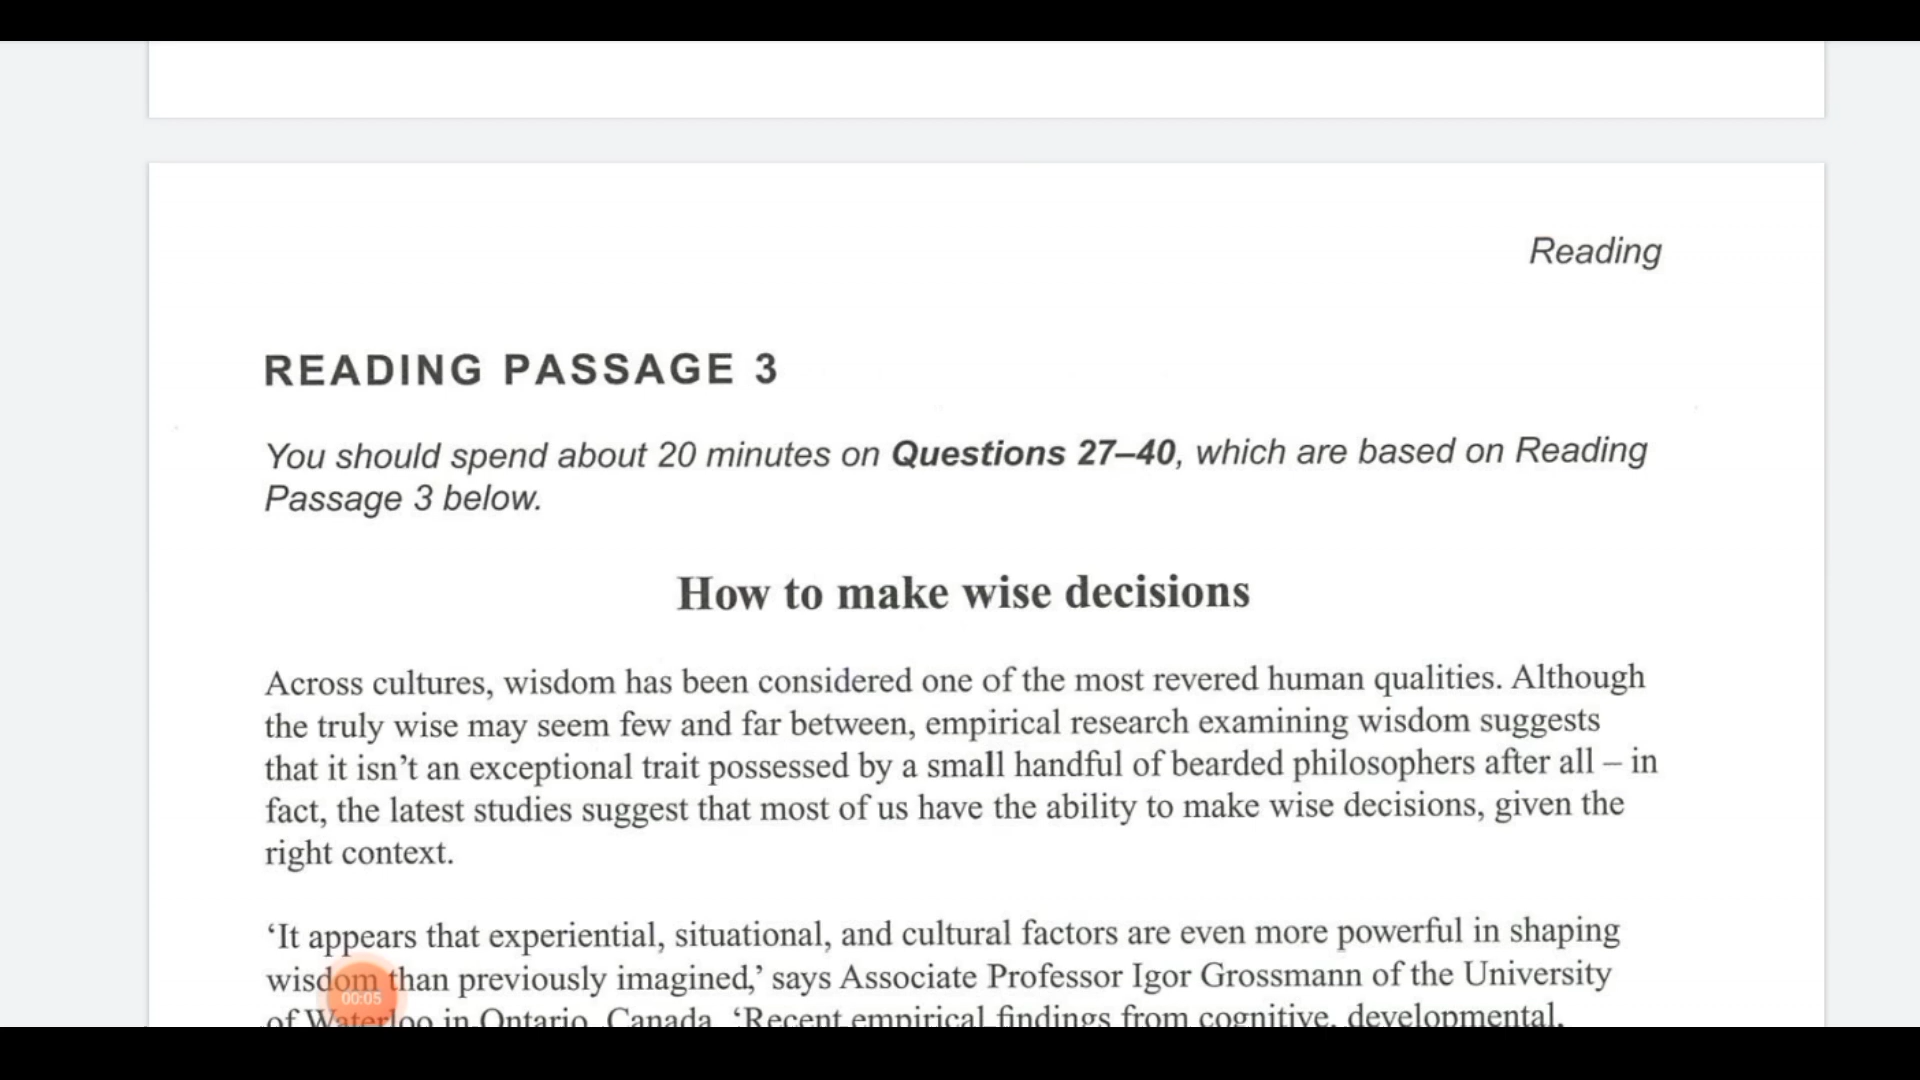 Reading
READING PASSAGE 3
You should spend about 20 minutes on Questions 27–40, which are based on Reading
Passage 3 below.
How to make wise decisions
Across cultures, wisdom has been considered one of the most revered human qualities. Although
the truly wise may seem few and far between, empirical research examining wisdom suggests
that it isn’t an exceptional trait possessed by a small handful of bearded philosophers after all – in
fact, the latest studies suggest that most of us have the ability to make wise decisions, given the
right context.
‘It appears that experiential, situational, and cultural factors are even more powerful in shaping
wisdom than previously imagined,’ says Associate Professor Igor Grossmann of the University
of Waterloo in Ontario, Canada. ‘Recent empirical findings from cognitive, developmental,
00:05